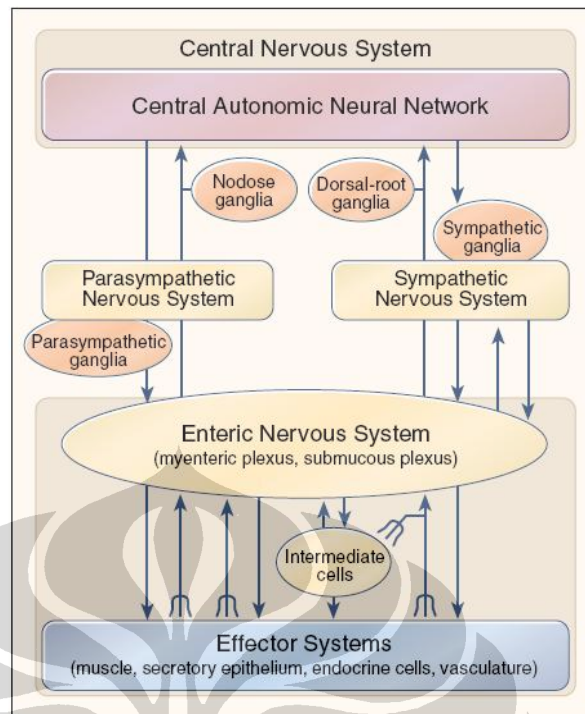 Central Nervous System
Central Autonomic Neural Network
Nodose
ganglia
Dorsal-root
ganglia
Sympathetic
ganglia
Parasympathetic
Nervous System
Sympathetic
Nervous System
Parasympathetic
ganglia
Enteric Nervous System
(myenteric plexus, submucous plexus)
Intermediate
cells
Effector Systems
(muscle, secretory epithelium, endocrine cells, vasculature)